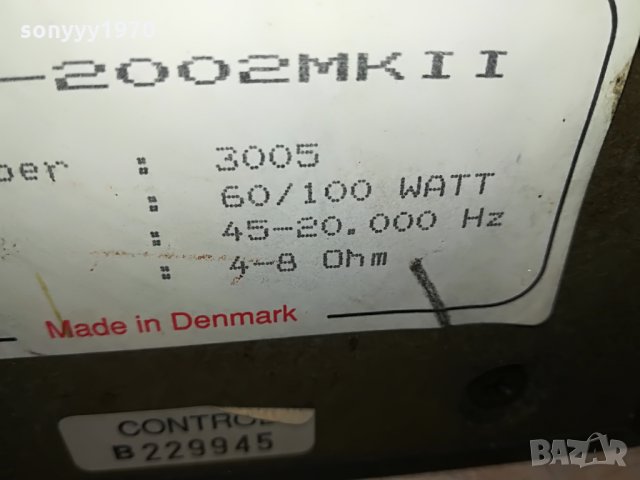 sonyyy1970
-2002MKII
ber : 3005
: 60/100 WATT
: 45-20.000 Hz
: 4-8 Ohm
Made in Denmark
CONTROL
B229945
BAZAR